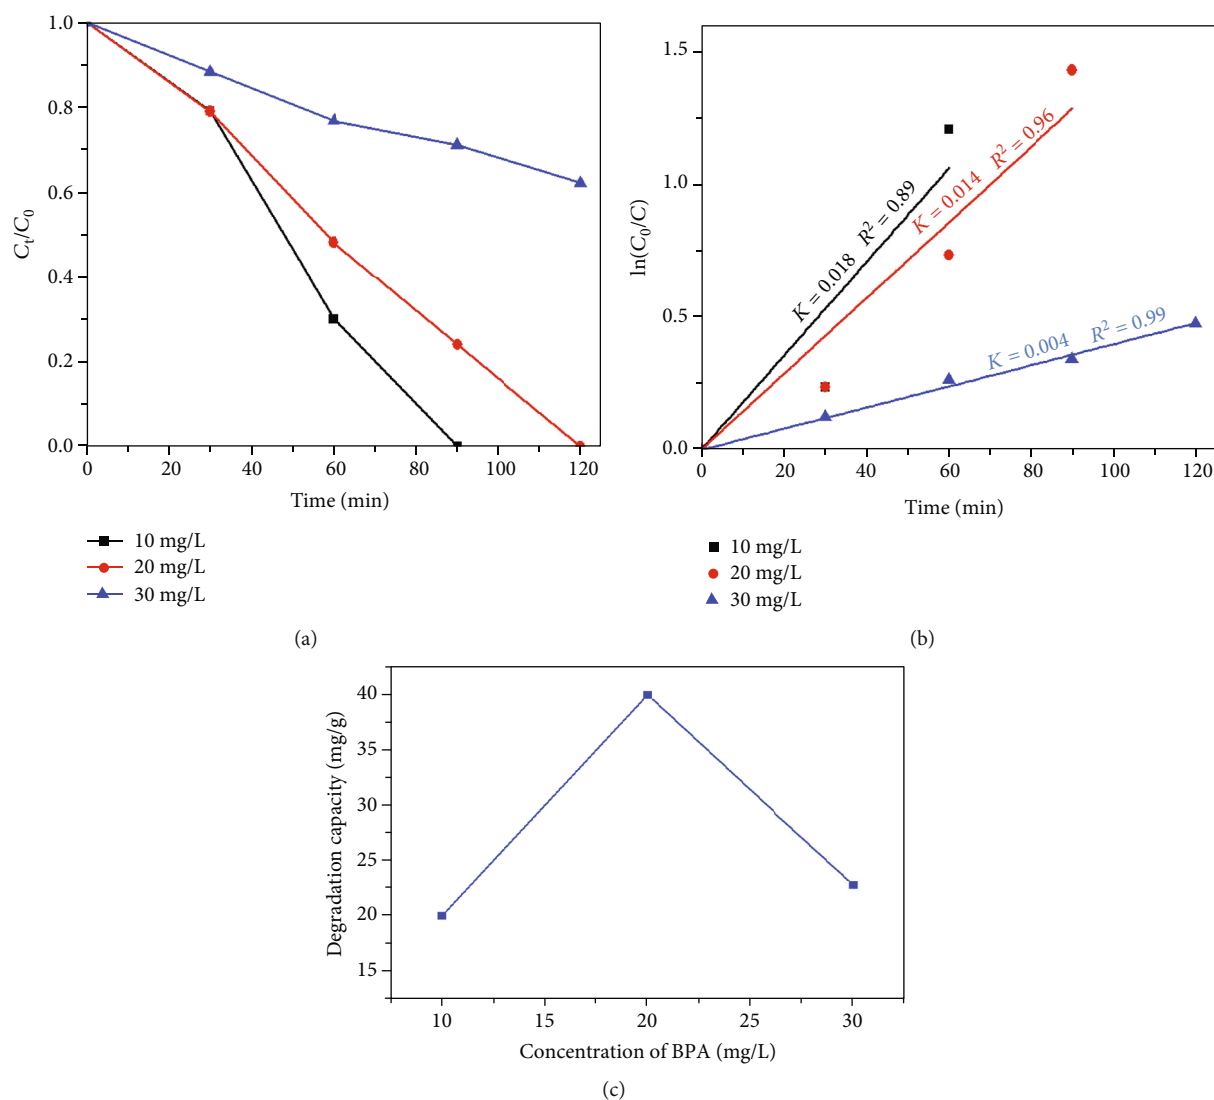 1.0
0.8
0.6
0.4
0.2
0.0
Cₜ/C₀
0 20 40 60 80 100 120
Time (min)
10 mg/L
20 mg/L
30 mg/L
(a)
1.5
1.0
0.5
0.0
ln(C₀/C)
K = 0.018 R² = 0.89
K = 0.014 R² = 0.96
K = 0.004 R² = 0.99
0 20 40 60 80 100 120
Time (min)
10 mg/L
20 mg/L
30 mg/L
(b)
40
35
30
25
20
15
Degradation capacity (mg/g)
10 15 20 25 30
Concentration of BPA (mg/L)
(c)